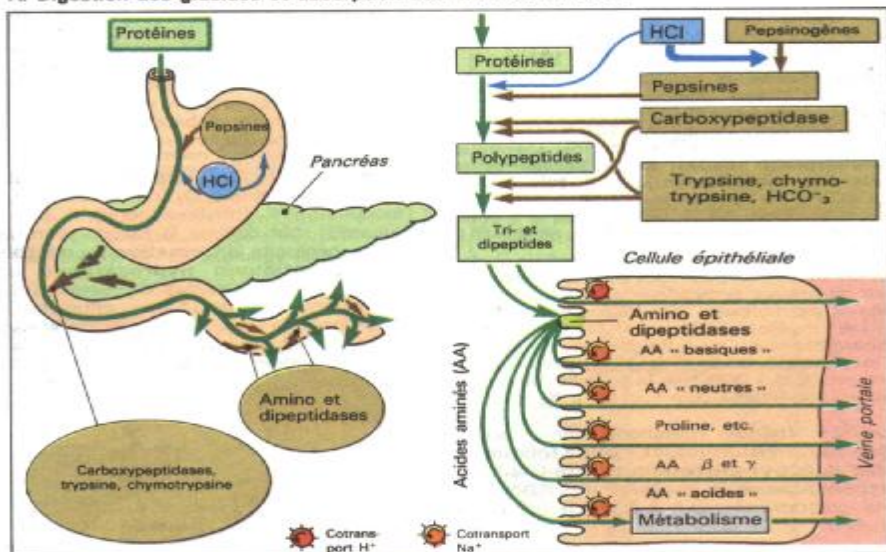 Protéines
Pepsines
HCl
Pancréas
Amino et
dipeptidases
Carboxypeptidases,
trypsine, chymotrypsine
HCl
Pepsinogènes
Protéines
Pepsines
Carboxypeptidase
Polypeptides
Trypsine, chymo-
trypsine, HCO⁻₃
Tri- et
dipeptides
Cellule épithéliale
Acides aminés (AA)
Amino et
dipeptidases
AA « basiques »
AA « neutres »
Proline, etc.
AA β et γ
AA « acides »
Métabolisme
Veine portale
Cotrans-
port H⁺
Cotransport
Na⁺